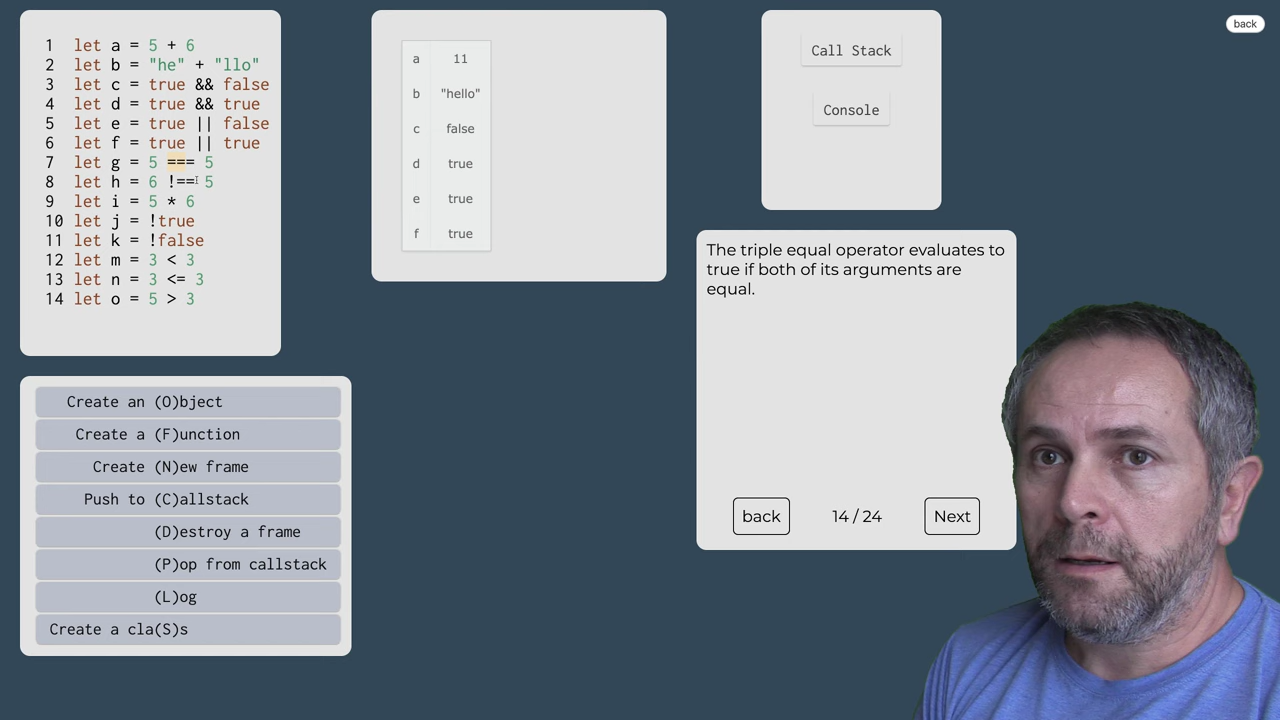 back
1 let a = 5 + 6
2 let b = "he" + "llo"
3 let c = true && false
4 let d = true && true
5 let e = true || false
6 let f = true || true
7 let g = 5 === 5
8 let h = 6 !== 5
9 let i = 5 * 6
10 let j = !true
11 let k = !false
12 let m = 3 < 3
13 let n = 3 <= 3
14 let o = 5 > 3
a 11
b "hello"
c false
d true
e true
f true
Call Stack
Console
The triple equal operator evaluates to
true if both of its arguments are
equal.
back 14 / 24 Next
Create an (O)bject
Create a (F)unction
Create (N)ew frame
Push to (C)allstack
(D)estroy a frame
(P)op from callstack
(L)og
Create a cla(S)s